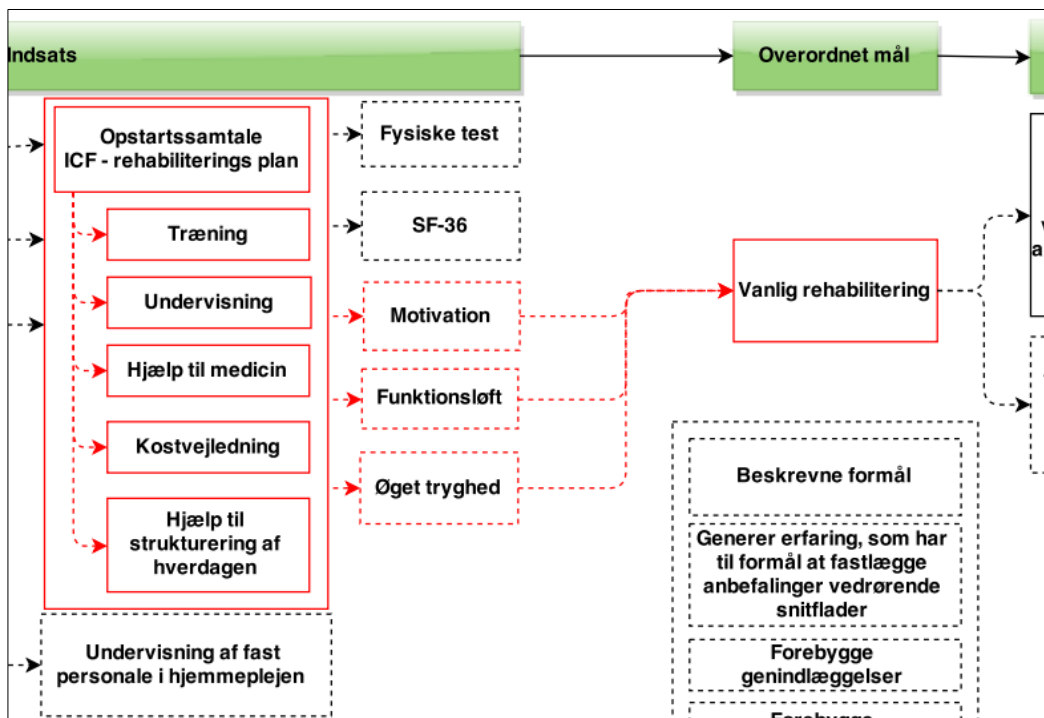 Indsats
Overordnet mål
Opstartssamtale
ICF - rehabiliterings plan
Træning
Undervisning
Hjælp til medicin
Kostvejledning
Hjælp til
strukturering af
hverdagen
Undervisning af fast
personale i hjemmeplejen
Fysiske test
SF-36
Motivation
Funktionsløft
Øget tryghed
Vanlig rehabilitering
Beskrevne formål
Generer erfaring, som har
til formål at fastlægge
anbefalinger vedrørende
snitflader
Forebygge
genindlæggelser